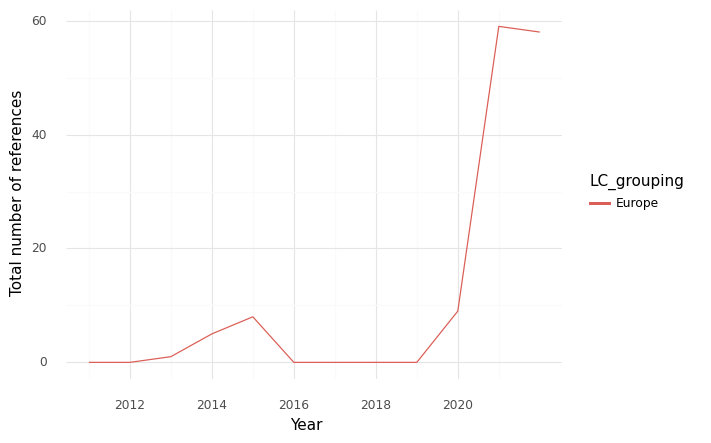 60
40
20
0
2012 2014 2016 2018 2020
Year
Total number of references
LC_grouping
Europe